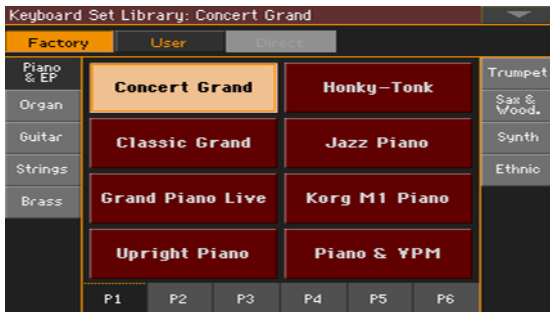 Keyboard Set Library: Concert Grand
Factory
User
Direct
Piano
& EP
Organ
Guitar
Strings
Brass
Concert Grand
Honky-Tonk
Classic Grand
Jazz Piano
Grand Piano Live
Korg M1 Piano
Upright Piano
Piano & VPM
Trumpet
Sax &
Wood.
Synth
Ethnic
P1
P2
P3
P4
P5
P6